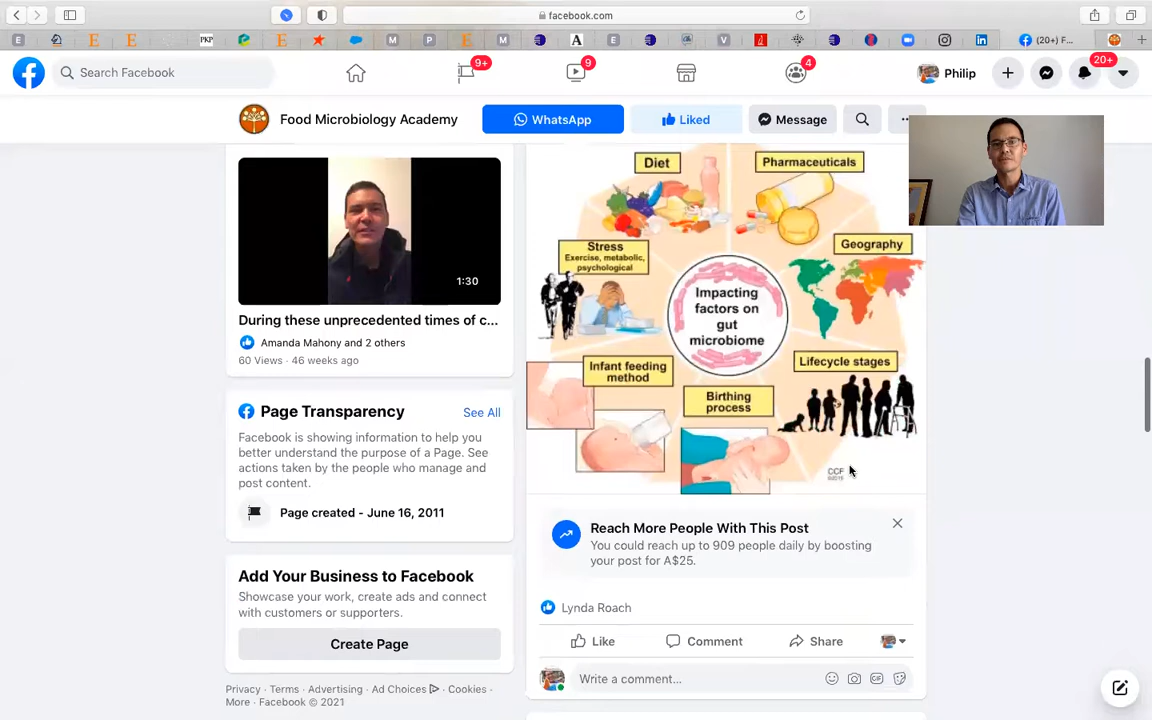 facebook.com
E
E
E
PKP
E
M
P
E
M
A
E
V
(20+) F...
Search Facebook
9+
9
4
Philip
20+
Food Microbiology Academy
WhatsApp
Liked
Message
1:30
During these unprecedented times of c...
Amanda Mahony and 2 others
60 Views · 46 weeks ago
Page Transparency
See All
Facebook is showing information to help you
better understand the purpose of a Page. See
actions taken by the people who manage and
post content.
Page created - June 16, 2011
Add Your Business to Facebook
Showcase your work, create ads and connect
with customers or supporters.
Create Page
Privacy · Terms · Advertising · Ad Choices · Cookies ·
More · Facebook © 2021
Diet
Pharmaceuticals
Stress
Exercise, metabolic,
psychological
Geography
Impacting
factors on
gut
microbiome
Infant feeding
method
Lifecycle stages
Birthing
process
CCF
Reach More People With This Post
You could reach up to 909 people daily by boosting
your post for A$25.
Lynda Roach
Like
Comment
Share
Write a comment...
GIF